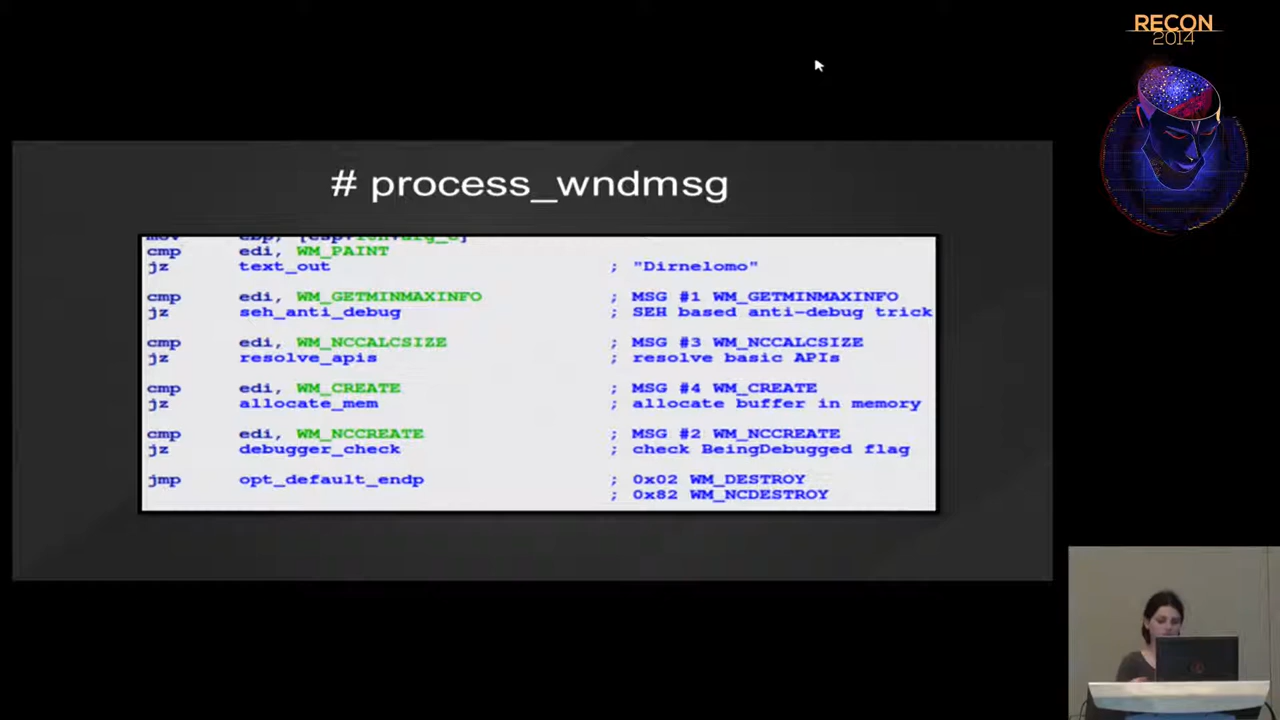 RECON
2014
# process_wndmsg
cmp edi, WM_PAINT
jz text_out ; "Dirnelomo"
cmp edi, WM_GETMINMAXINFO ; MSG #1 WM_GETMINMAXINFO
jz seh_anti_debug ; SEH based anti-debug trick
cmp edi, WM_NCCALCSIZE ; MSG #3 WM_NCCALCSIZE
jz resolve_apis ; resolve basic APIs
cmp edi, WM_CREATE ; MSG #4 WM_CREATE
jz allocate_mem ; allocate buffer in memory
cmp edi, WM_NCCREATE ; MSG #2 WM_NCCREATE
jz debugger_check ; check BeingDebugged flag
jmp opt_default_endp ; 0x02 WM_DESTROY
; 0x82 WM_NCDESTROY